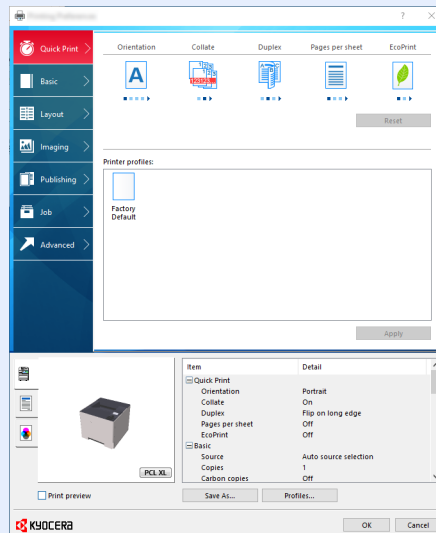 ? X
Quick Print
Basic
Layout
Imaging
Publishing
Job
Advanced
Orientation Collate Duplex Pages per sheet EcoPrint
A
123123
Reset
Printer profiles:
Factory
Default
Apply
Item Detail
Quick Print
Orientation Portrait
Collate On
Duplex Flip on long edge
Pages per sheet Off
EcoPrint Off
Basic
Source Auto source selection
Copies 1
Carbon copies Off
PCL XL
Print preview
Save As... Profiles...
KYOCERA
OK Cancel